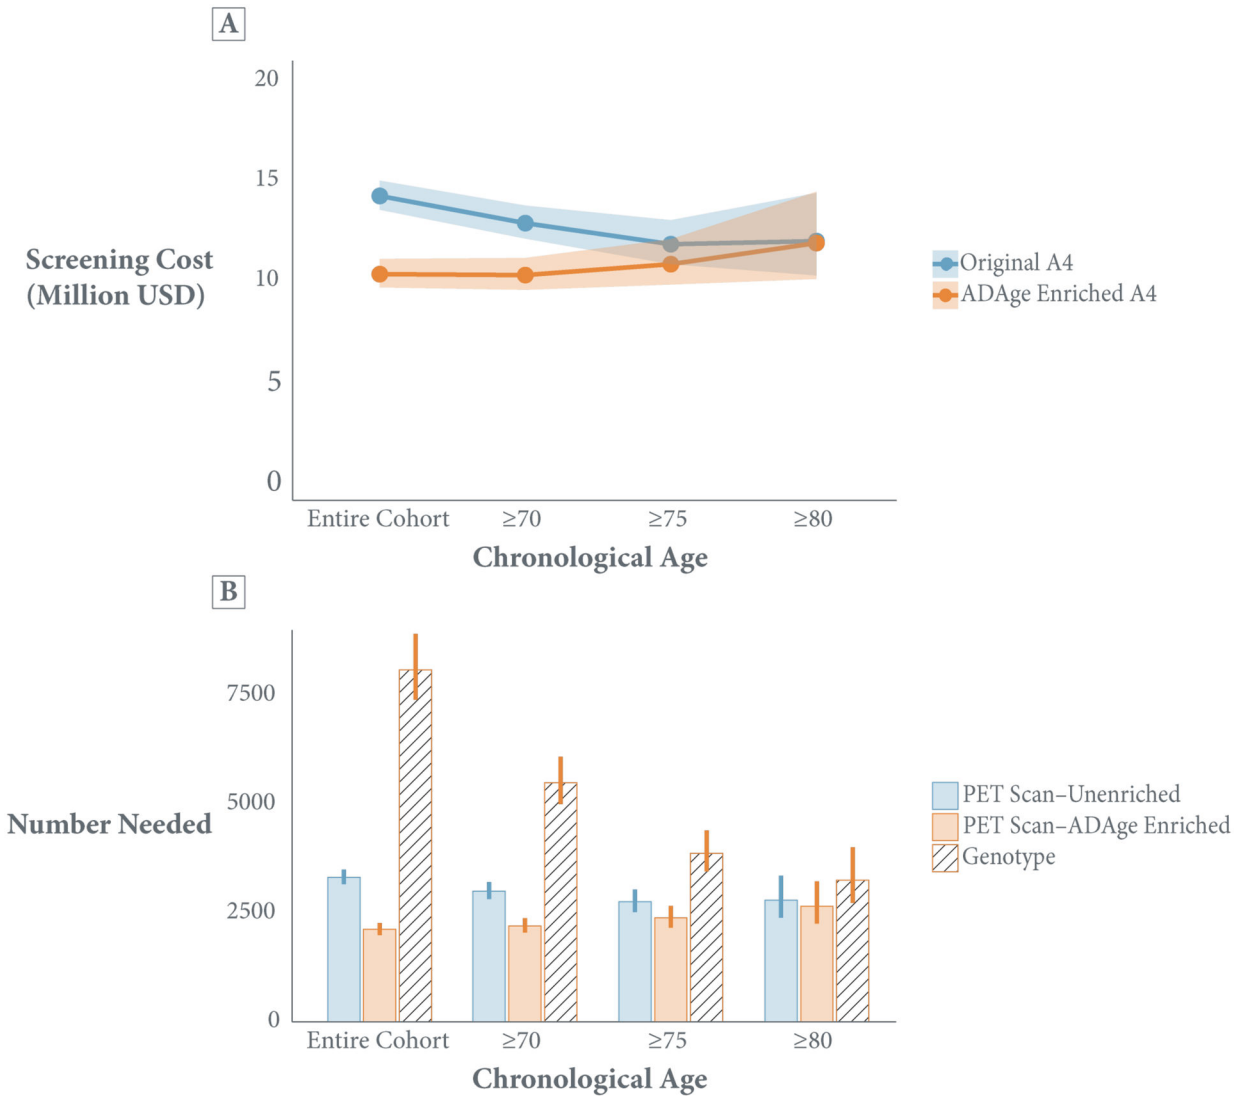 A
20
15
10
5
0
Screening Cost
(Million USD)
Original A4
ADAge Enriched A4
Entire Cohort ≥70 ≥75 ≥80
Chronological Age
B
7500
5000
2500
0
Number Needed
PET Scan–Unenriched
PET Scan–ADAge Enriched
Genotype
Entire Cohort ≥70 ≥75 ≥80
Chronological Age